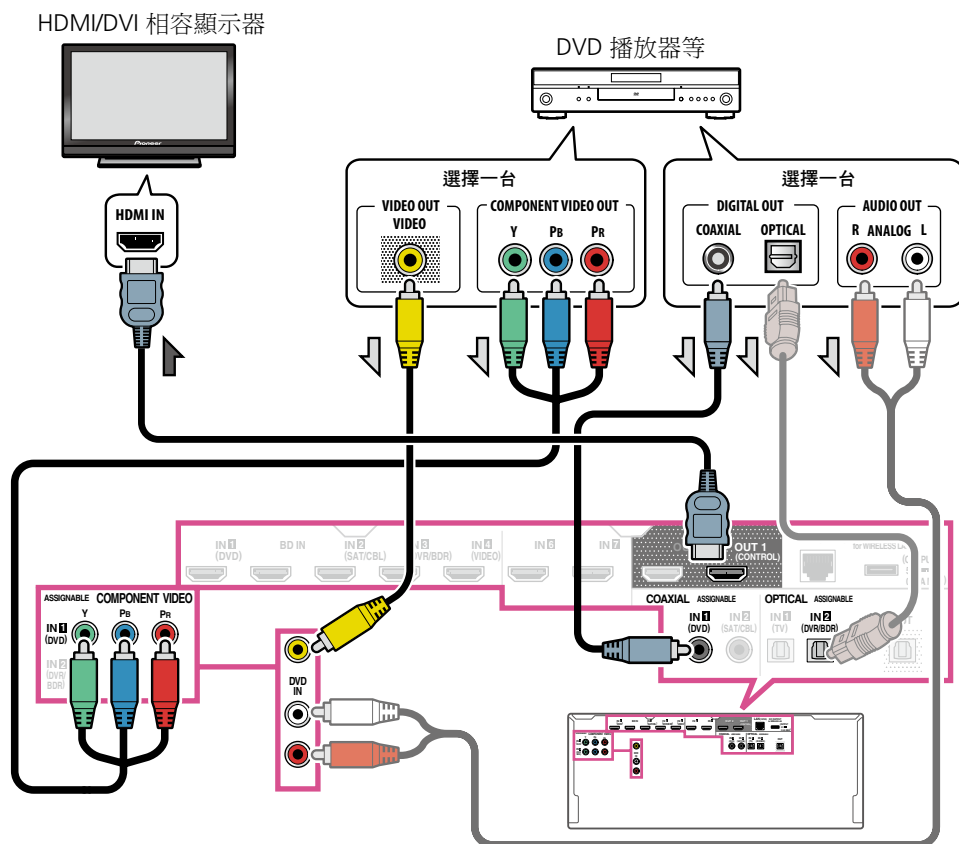 HDMI/DVI 相容顯示器
DVD 播放器等
Pioneer
HDMI IN
選擇一台
VIDEO OUT
VIDEO
COMPONENT VIDEO OUT
Y PB PR
選擇一台
DIGITAL OUT
COAXIAL OPTICAL
AUDIO OUT
R ANALOG L
IN 1
(DVD)
BD IN
IN 2
(SAT/CBL)
IN 3
(DVR/BDR)
IN 4
(VIDEO)
IN 6
IN 7
OUT 1
(CONTROL)
for WIRELESS LA
ASSIGNABLE COMPONENT VIDEO
Y PB PR
IN 1
(DVD)
IN 2
(DVR/
BDR)
DVD
IN
COAXIAL ASSIGNABLE
IN 1
(DVD)
IN 2
(SAT/CBL)
OPTICAL ASSIGNABLE
IN 1
(TV)
IN 2
(DVR/BDR)